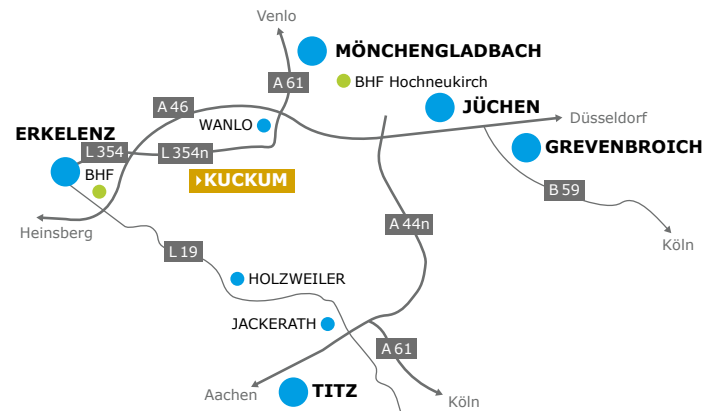 Venlo
MÖNCHENGLADBACH
A 61
BHF Hochneukirch
A 46
JÜCHEN
WANLO
Düsseldorf
ERKELENZ
L 354
L 354n
GREVENBROICH
BHF
KUCKUM
B 59
A 44n
Heinsberg
Köln
L 19
HOLZWEILER
JACKERATH
A 61
Aachen
TITZ
Köln